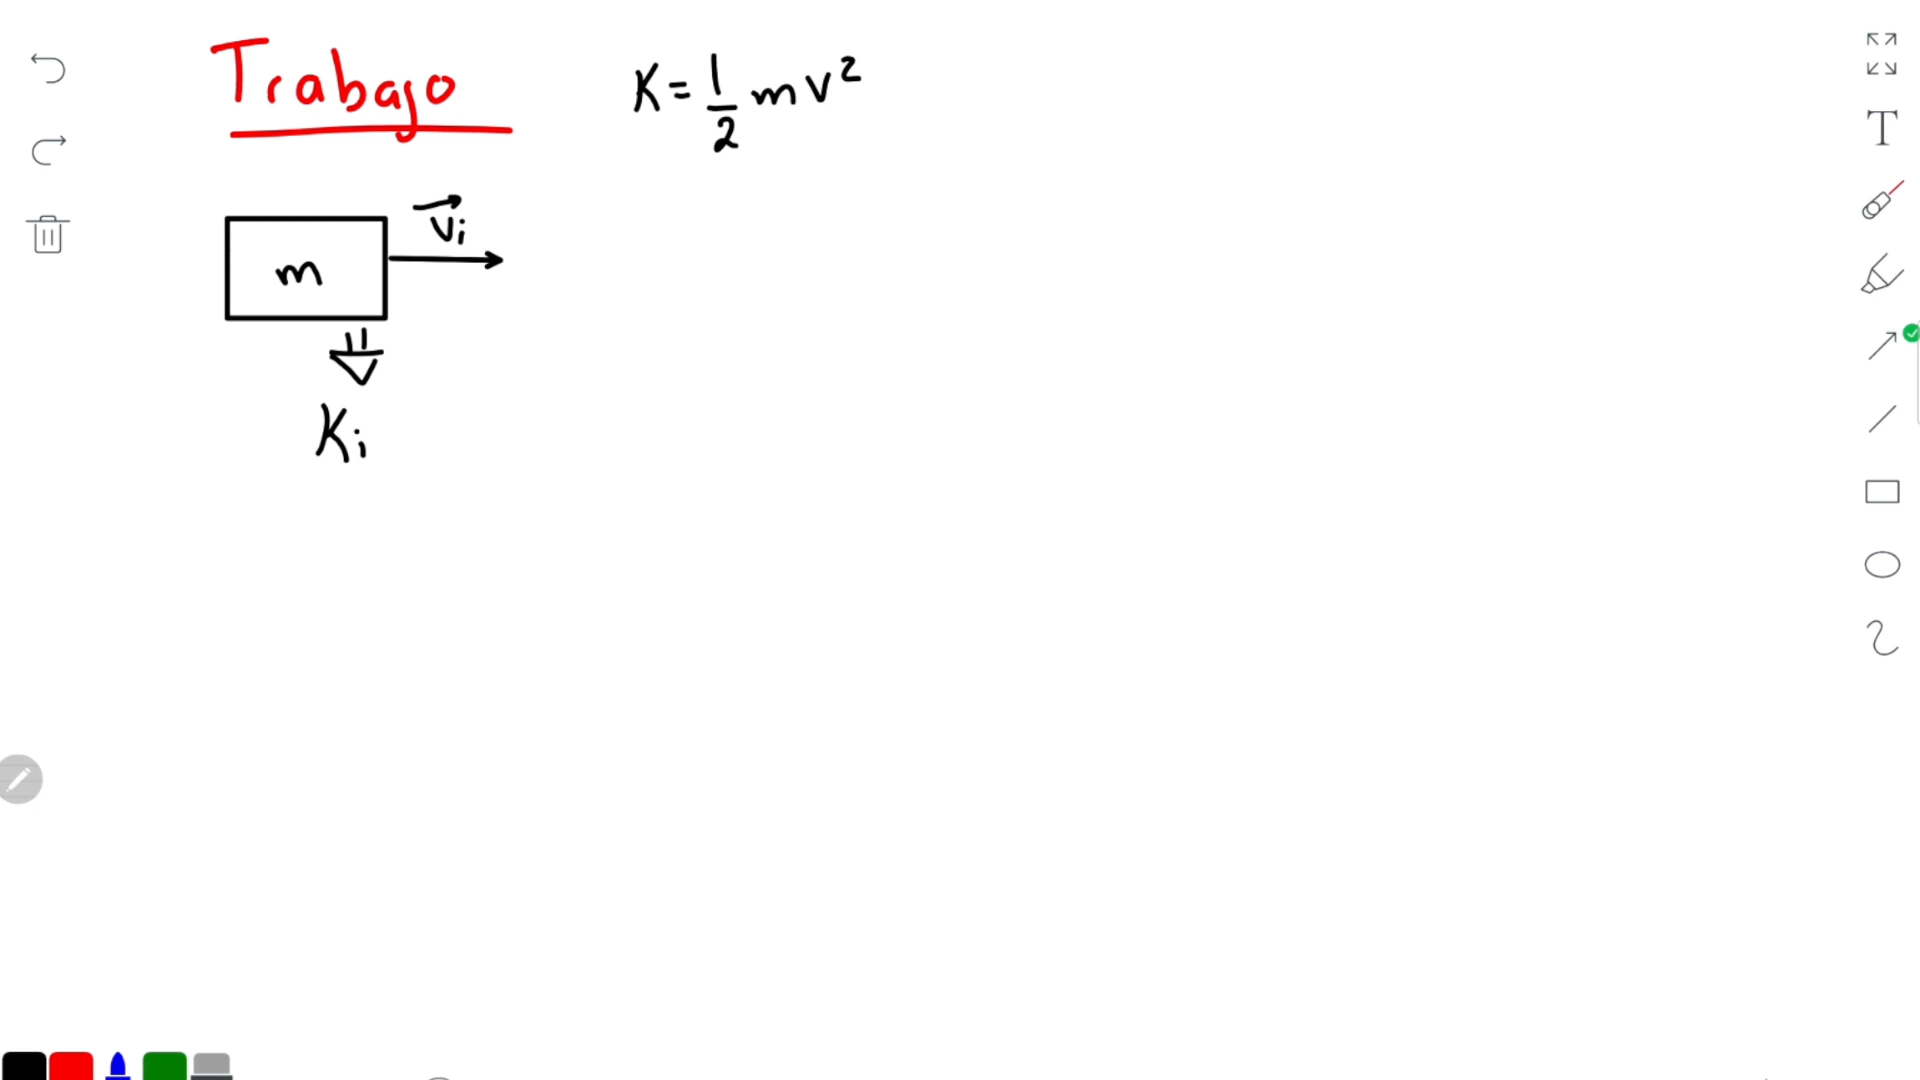 Trabajo
K = 1/2 mv²
v⃗i
m
Ki